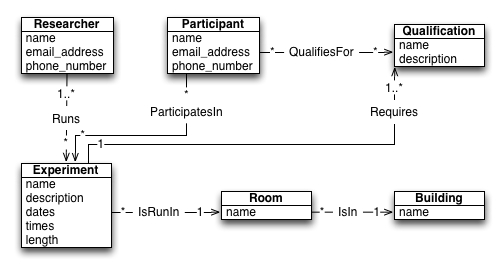 Researcher
name
email_address
phone_number
Participant
name
email_address
phone_number
* QualifiesFor *
Qualification
name
description
1..*
Runs
*
*
ParticipatesIn
*
1..*
Requires
1
Experiment
name
description
dates
times
length
* IsRunIn 1
Room
name
* IsIn 1
Building
name